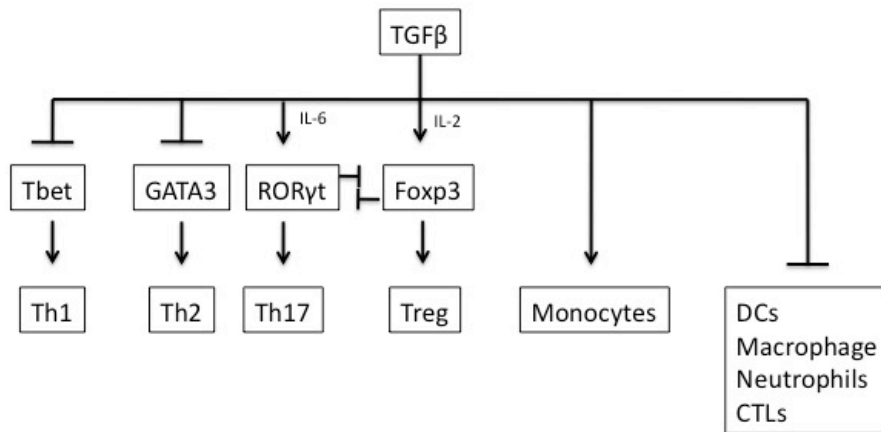 TGFβ
IL-6
IL-2
Tbet
GATA3
RORγt
Foxp3
Th1
Th2
Th17
Treg
Monocytes
DCs
Macrophage
Neutrophils
CTLs